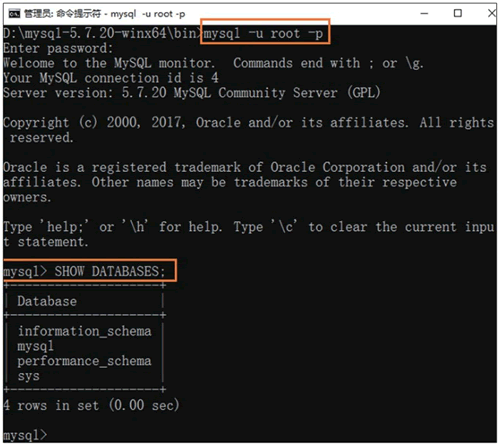 管理员: 命令提示符 - mysql -u root -p
D:\mysql-5.7.20-winx64\bin>mysql -u root -p
Enter password:
Welcome to the MySQL monitor.  Commands end with ; or \g.
Your MySQL connection id is 4
Server version: 5.7.20 MySQL Community Server (GPL)
Copyright (c) 2000, 2017, Oracle and/or its affiliates. All rights
reserved.
Oracle is a registered trademark of Oracle Corporation and/or its
affiliates. Other names may be trademarks of their respective
owners.
Type 'help;' or '\h' for help. Type '\c' to clear the current inpu
t statement.
mysql> SHOW DATABASES;
+--------------------+
| Database           |
+--------------------+
| information_schema |
| mysql              |
| performance_schema |
| sys                |
+--------------------+
4 rows in set (0.00 sec)
mysql>